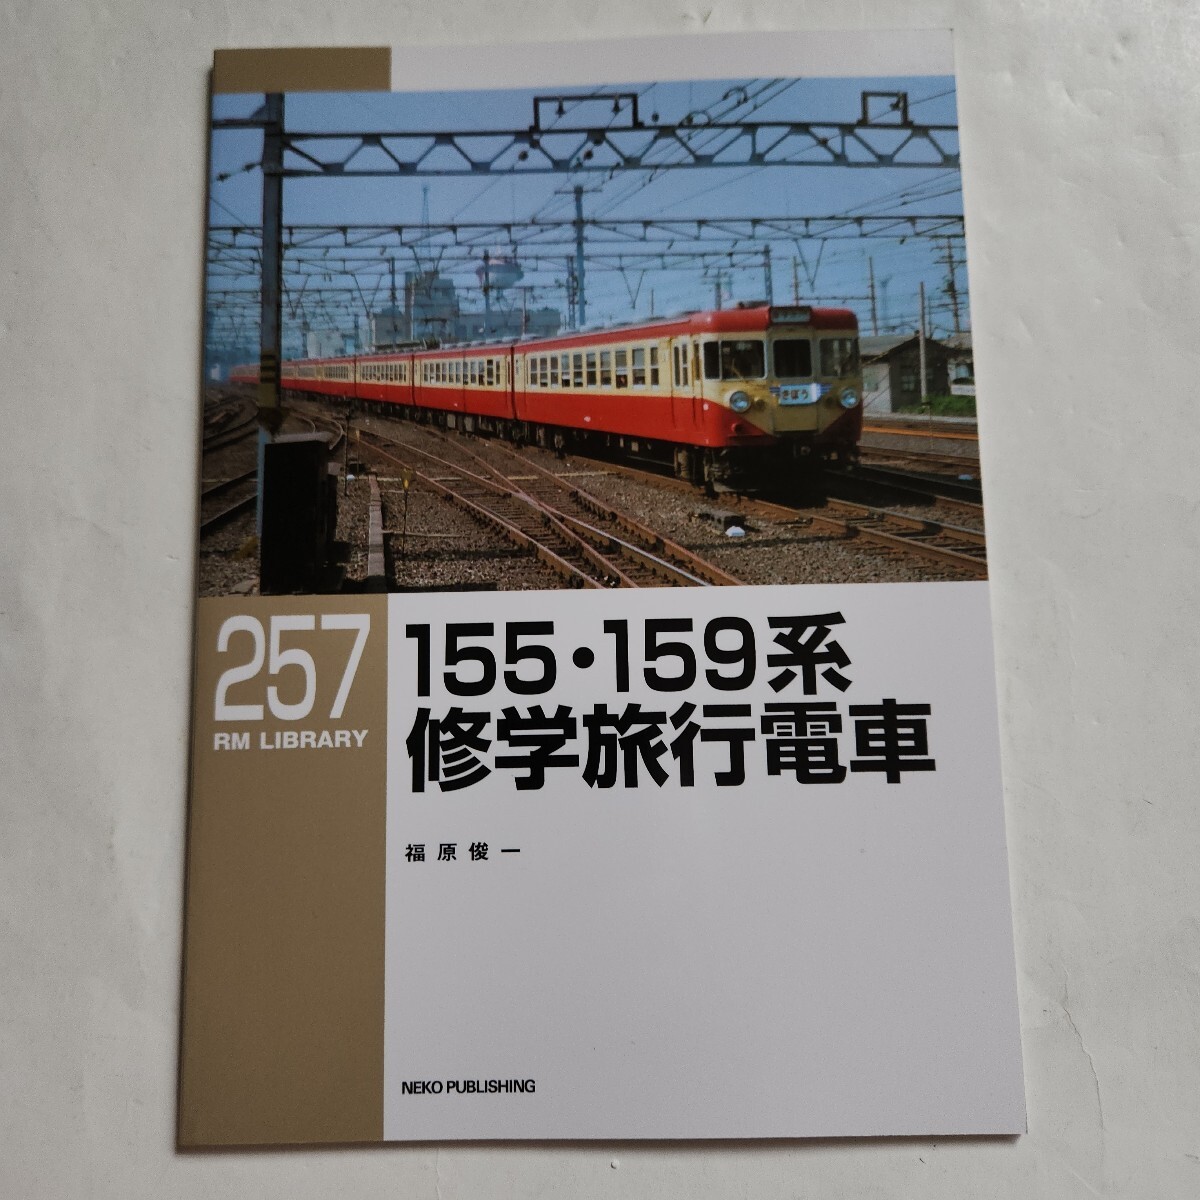 257
RM LIBRARY
155・159系
修学旅行電車
福原俊一
NEKO PUBLISHING